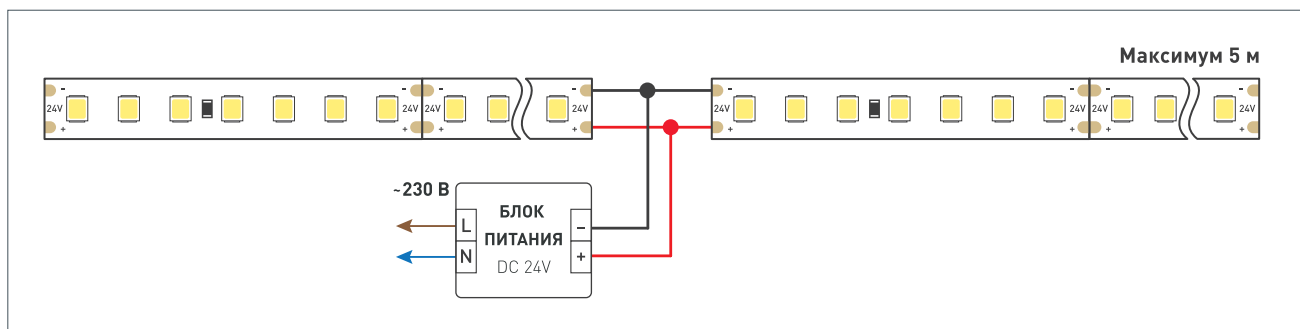 Максимум 5 м
- - - - - -
24V 24V 24V 24V 24V 24V
+ + + + + +
~230 В
L БЛОК ПИТАНИЯ -
N DC 24V +